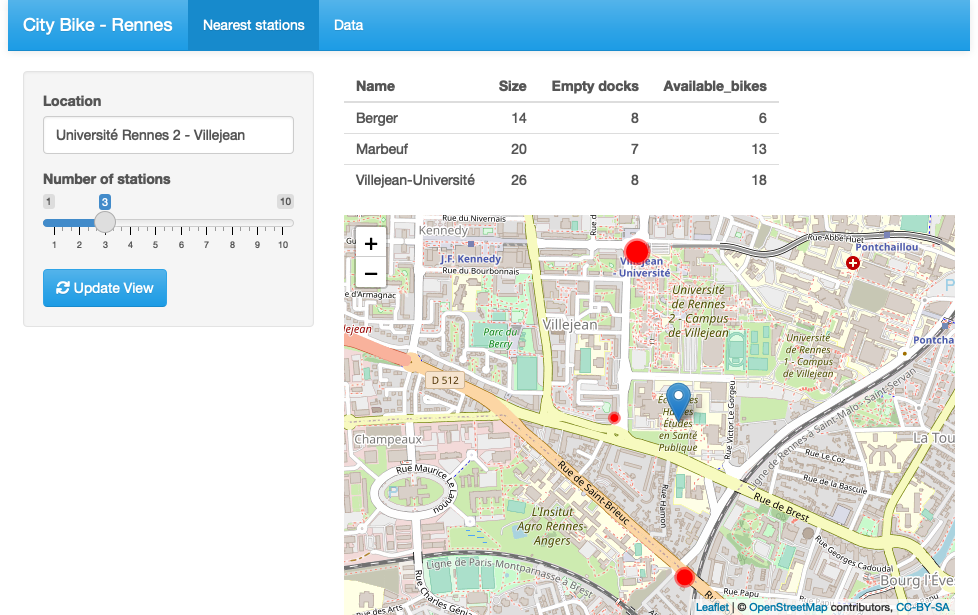 City Bike - Rennes Nearest stations Data
Location
Université Rennes 2 - Villejean
Number of stations
1 3 10
1 2 3 4 5 6 7 8 9 10
Update View
Name Size Empty docks Available_bikes
Berger 14 8 6
Marbeuf 20 7 13
Villejean-Université 26 8 18
Rue du Nivernais
Kennedy
J.F. Kennedy
Rue du Bourbonnais
+
−
d'Armagnac
lejean
Parc du
Berry
Villejean
Villejean
- Université
Université
de Rennes
2 - Campus
de Villejean
Rue Abbé Huet
Pontchaillou
P
Pontcha
Université
de Rennes
1 - Campus
de Villejean
D 512
Champeaux
Rue Maurice Le Lannou
Études
en Santé
Publique
Rue Victor Le Gorgeu
Ligne de Rennes à Saint-Malo - Saint-Servan
La Tou
Rue Le Coz
Rue de la Bascule
Rue de Brest
Rue de Saint-Brieuc
Rue Hamon
L'Insitut
Agro Rennes-
Angers
Ligne de Paris-Montparnasse à Brest
Rue Georges Cadoudal
Bourg l'Éve
Rue Papu
Rue Charles Géni
des Arts
Leaflet | © OpenStreetMap contributors, CC-BY-SA